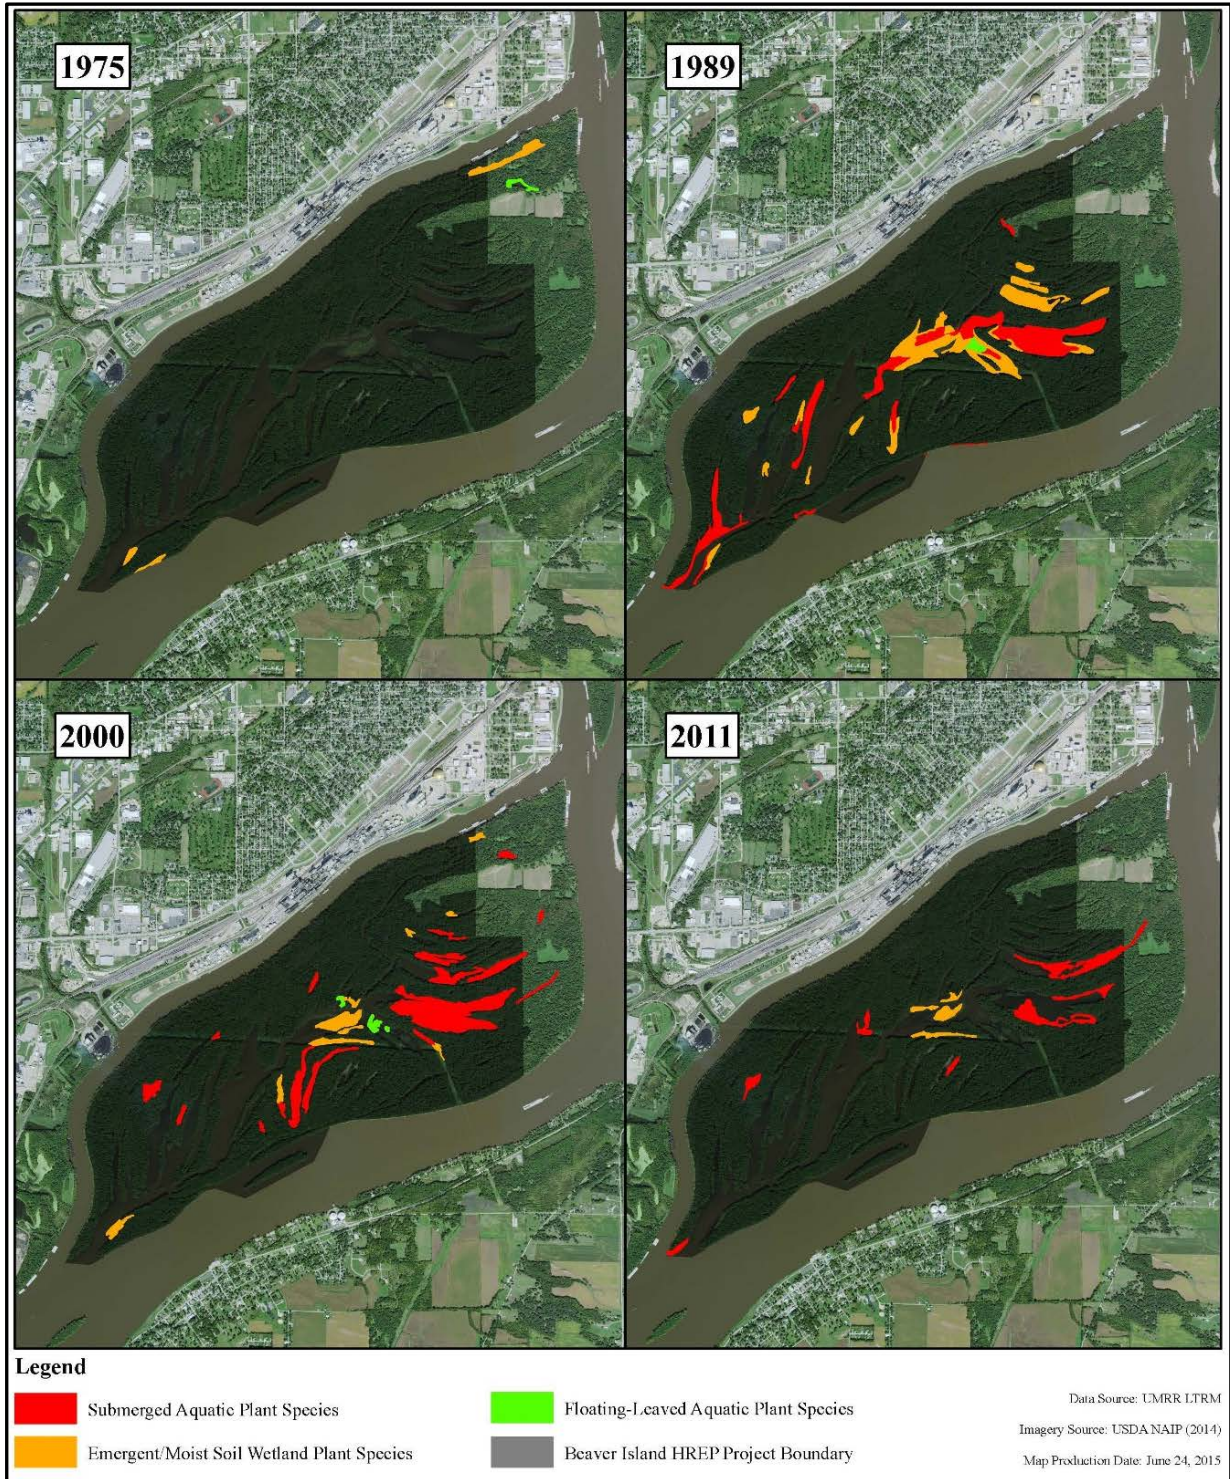 1975
1989
2000
2011
Legend
Submerged Aquatic Plant Species
Emergent/Moist Soil Wetland Plant Species
Floating-Leaved Aquatic Plant Species
Beaver Island HREP Project Boundary
Data Source: UMRR LTRM
Imagery Source: USDA NAIP (2014)
Map Production Date: June 24, 2015